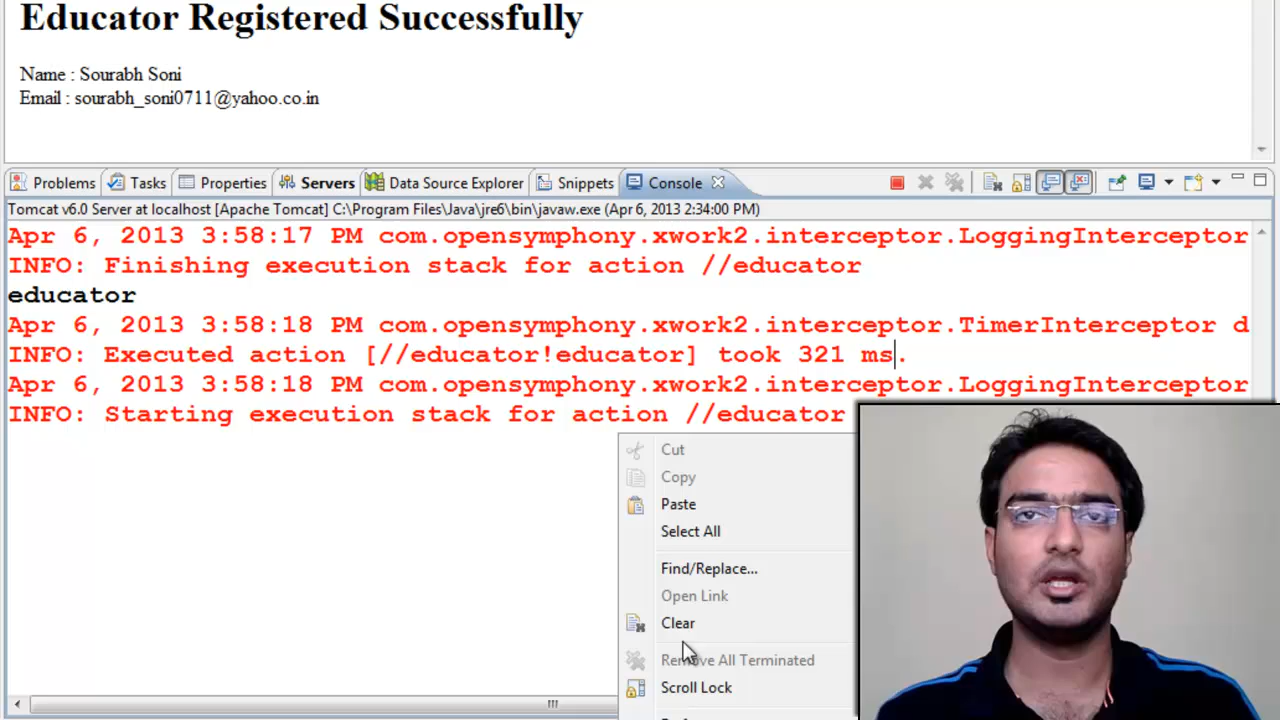 Educator Registered Successfully
Name : Sourabh Soni
Email : sourabh_soni0711@yahoo.co.in
Problems Tasks Properties Servers Data Source Explorer Snippets Console
Tomcat v6.0 Server at localhost [Apache Tomcat] C:\Program Files\Java\jre6\bin\javaw.exe (Apr 6, 2013 2:34:00 PM)
Apr 6, 2013 3:58:17 PM com.opensymphony.xwork2.interceptor.LoggingInterceptor
INFO: Finishing execution stack for action //educator
educator
Apr 6, 2013 3:58:18 PM com.opensymphony.xwork2.interceptor.TimerInterceptor d
INFO: Executed action [//educator!educator] took 321 ms.
Apr 6, 2013 3:58:18 PM com.opensymphony.xwork2.interceptor.LoggingInterceptor
INFO: Starting execution stack for action //educator
Cut
Copy
Paste
Select All
Find/Replace...
Open Link
Clear
Remove All Terminated
Scroll Lock